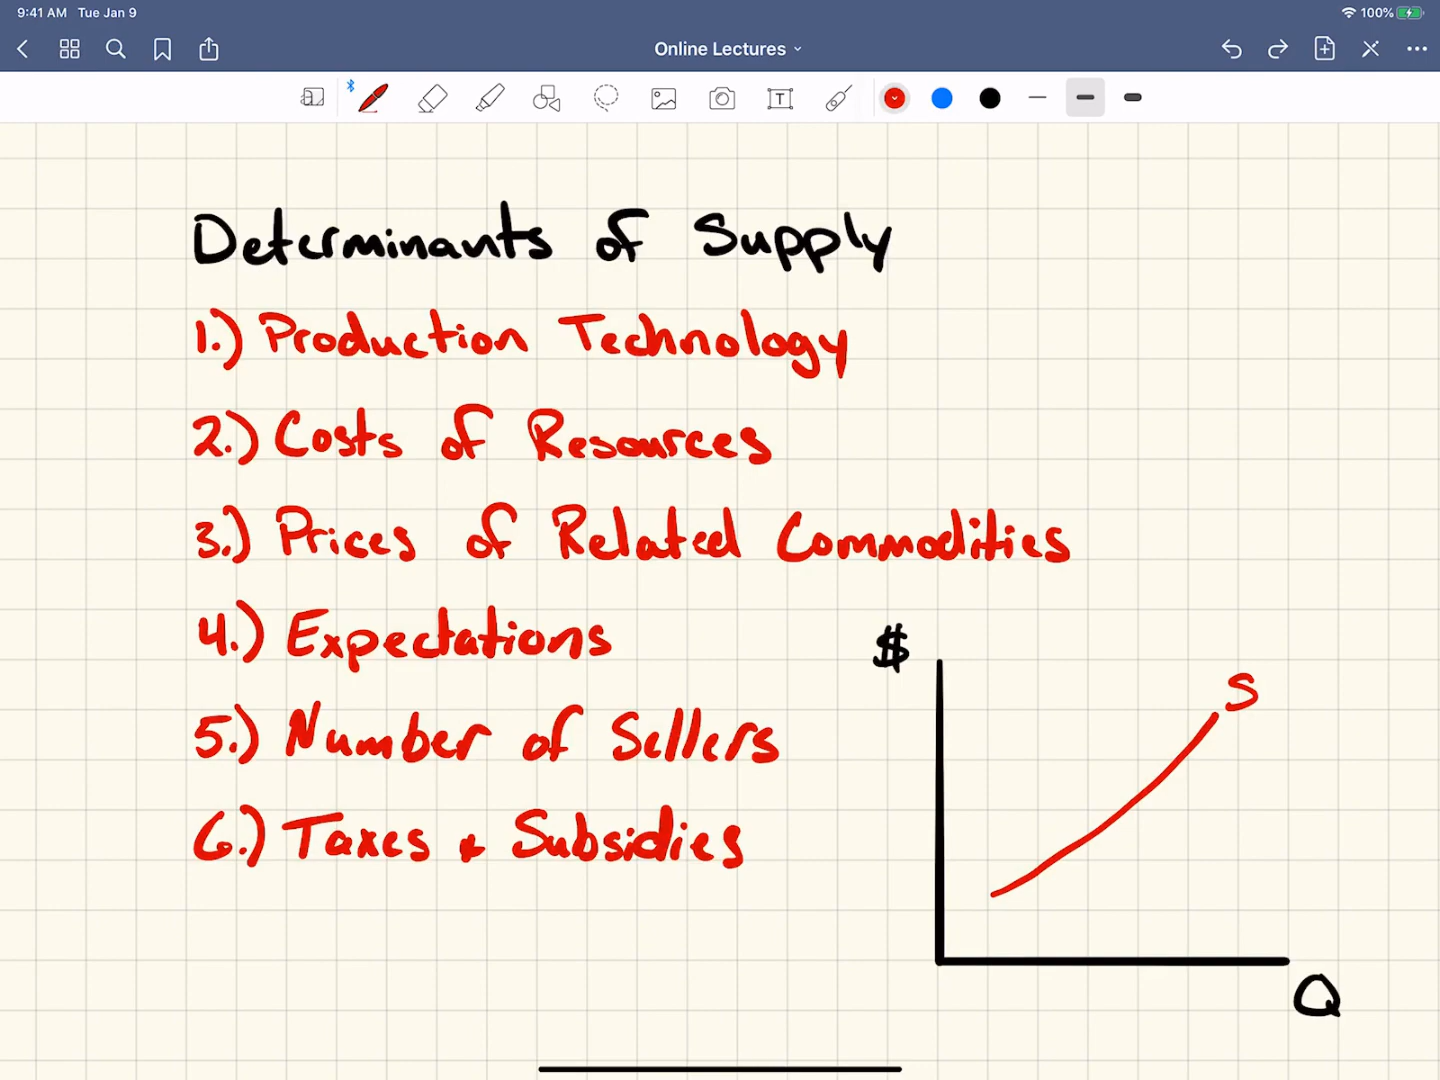 9:41 AM Tue Jan 9
100%
Online Lectures
Determinants of Supply
1.) Production Technology
2.) Costs of Resources
3.) Prices of Related Commodities
4.) Expectations
5.) Number of Sellers
6.) Taxes & Subsidies
$
S
Q